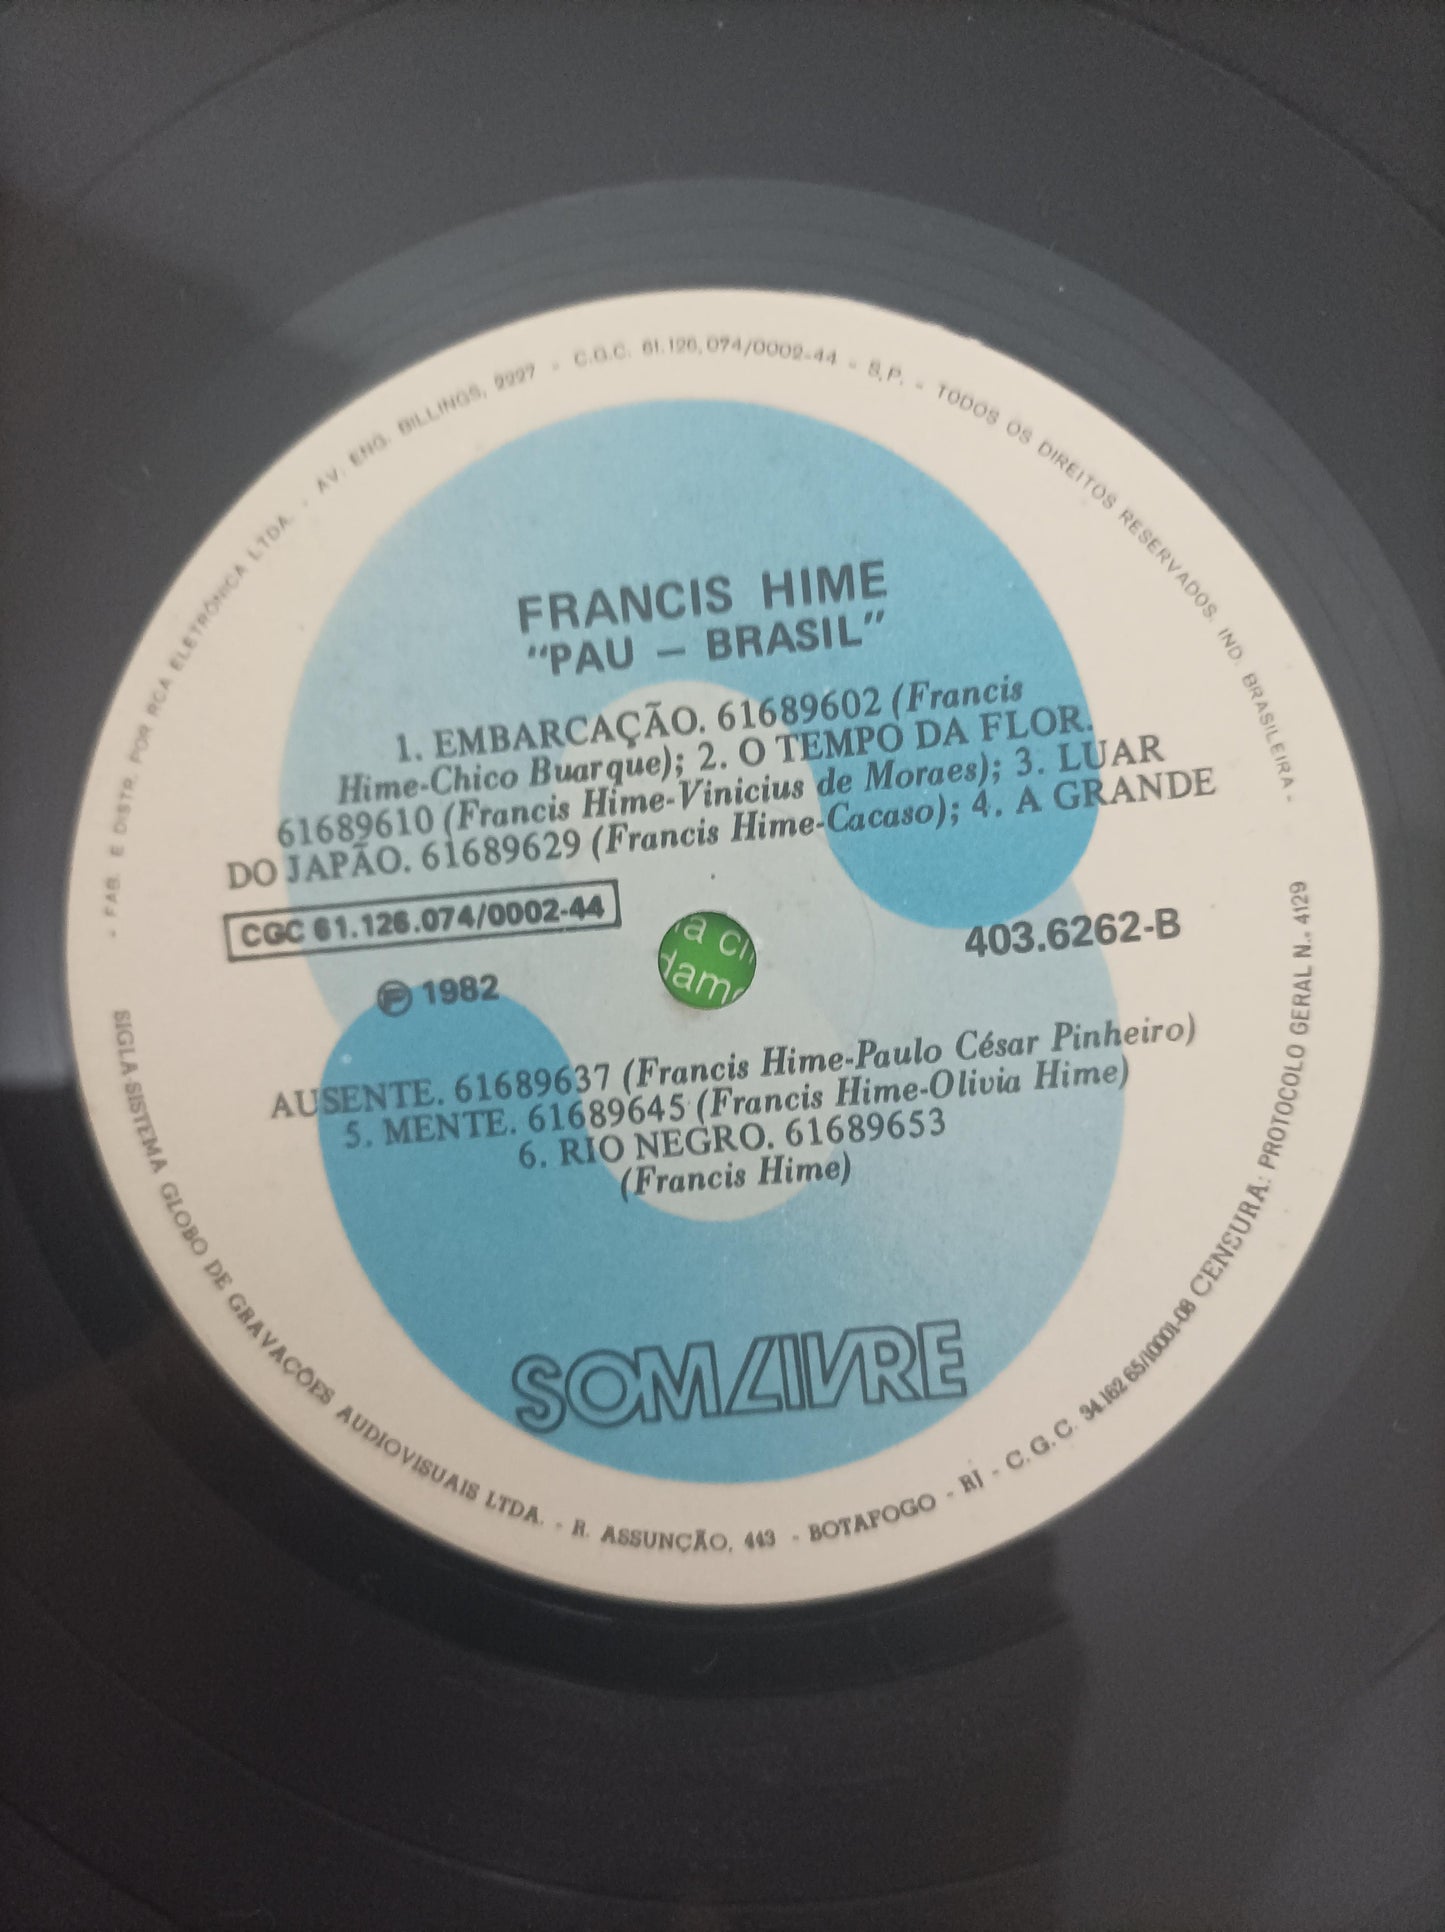 - FAB. E DISTR. POR RCA ELETRÔNICA LTDA. - AV. ENG. BILLINGS, 2227 - C.G.C. 61.126.074/0002-44 - S.P. - TODOS OS DIREITOS RESERVADOS. IND. BRASILEIRA -
FRANCIS HIME
"PAU – BRASIL"
1. EMBARCAÇÃO. 61689602 (Francis
Hime-Chico Buarque); 2. O TEMPO DA FLOR.
61689610 (Francis Hime-Vinicius de Moraes); 3. LUAR
DO JAPÃO. 61689629 (Francis Hime-Cacaso); 4. A GRANDE
CGC 61.126.074/0002-44
403.6262-B
Ⓟ 1982
AUSENTE. 61689637 (Francis Hime-Paulo César Pinheiro)
5. MENTE. 61689645 (Francis Hime-Olivia Hime)
6. RIO NEGRO. 61689653
(Francis Hime)
SOM LIVRE
SIGLA-SISTEMA GLOBO DE GRAVAÇÕES AUDIOVISUAIS LTDA. - R. ASSUNÇÃO, 443 - BOTAFOGO - RJ - C.G.C. 34.162 65/10001-08 CENSURA: PROTOCOLO GERAL N.. 4129